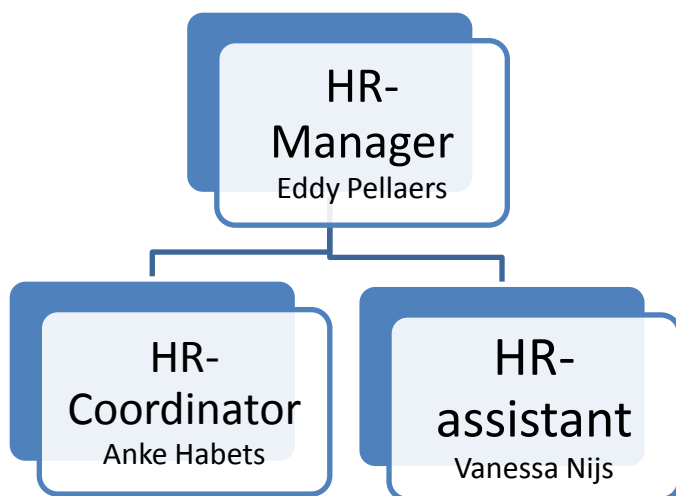 HR-
Manager
Eddy Pellaers
HR-
Coordinator
Anke Habets
HR-
assistant
Vanessa Nijs